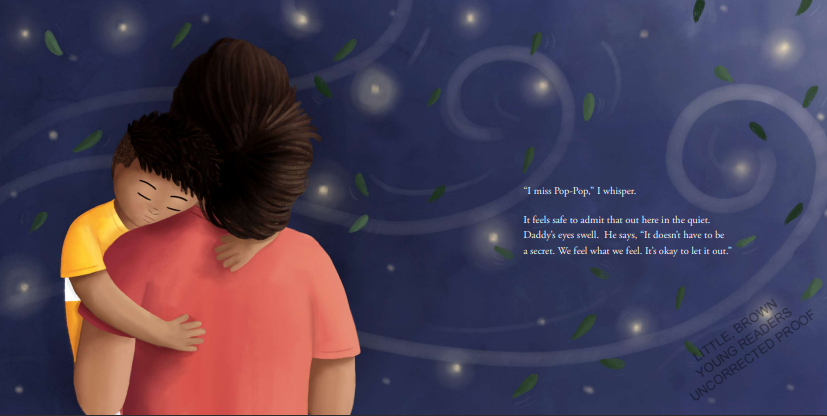 “I miss Pop-Pop,” I whisper.
It feels safe to admit that out here in the quiet.
Daddy’s eyes swell.  He says, “It doesn’t have to be
a secret. We feel what we feel. It’s okay to let it out.”
LITTLE, BROWN
YOUNG READERS
UNCORRECTED PROOF